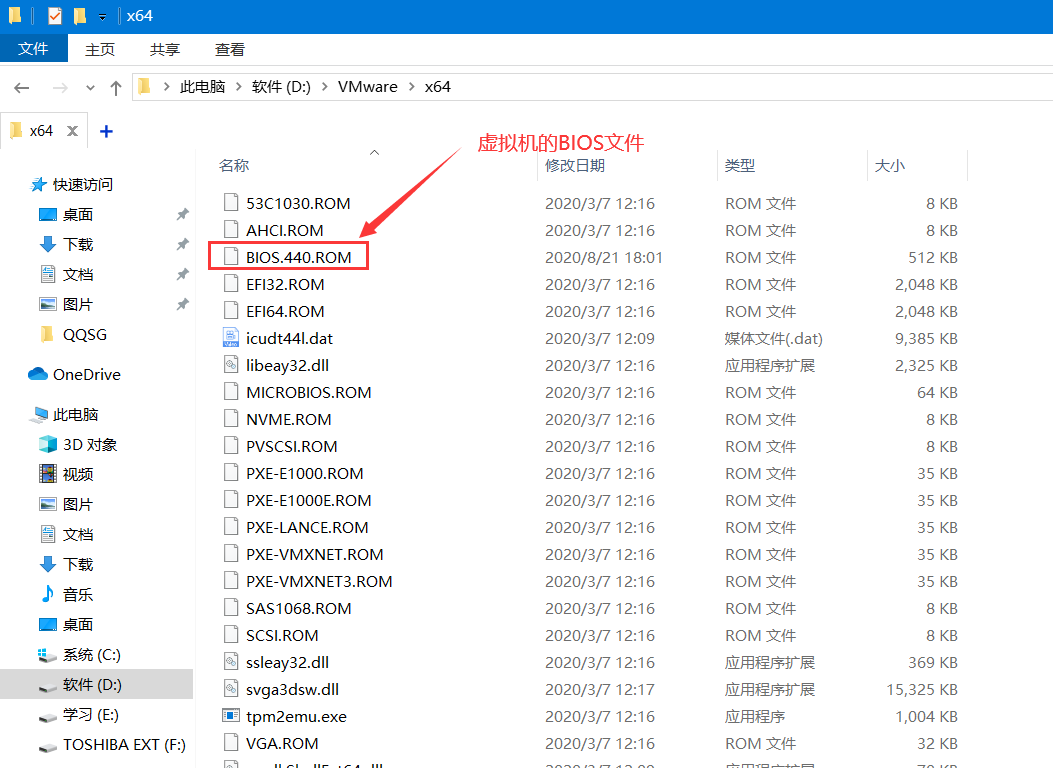 x64
文件 主页 共享 查看
此电脑 软件 (D:) VMware x64
x64
虚拟机的BIOS文件
名称 修改日期 类型 大小
快速访问
桌面
下载
文档
图片
QQSG
OneDrive
此电脑
3D 对象
视频
图片
文档
下载
音乐
桌面
系统 (C:)
软件 (D:)
学习 (E:)
TOSHIBA EXT (F:)
53C1030.ROM 2020/3/7 12:16 ROM 文件 8 KB
AHCI.ROM 2020/3/7 12:16 ROM 文件 8 KB
BIOS.440.ROM 2020/8/21 18:01 ROM 文件 512 KB
EFI32.ROM 2020/3/7 12:16 ROM 文件 2,048 KB
EFI64.ROM 2020/3/7 12:16 ROM 文件 2,048 KB
icudt44l.dat 2020/3/7 12:09 媒体文件(.dat) 9,385 KB
libeay32.dll 2020/3/7 12:16 应用程序扩展 2,325 KB
MICROBIOS.ROM 2020/3/7 12:16 ROM 文件 64 KB
NVME.ROM 2020/3/7 12:16 ROM 文件 8 KB
PVSCSI.ROM 2020/3/7 12:16 ROM 文件 8 KB
PXE-E1000.ROM 2020/3/7 12:16 ROM 文件 35 KB
PXE-E1000E.ROM 2020/3/7 12:16 ROM 文件 35 KB
PXE-LANCE.ROM 2020/3/7 12:16 ROM 文件 35 KB
PXE-VMXNET.ROM 2020/3/7 12:16 ROM 文件 35 KB
PXE-VMXNET3.ROM 2020/3/7 12:16 ROM 文件 35 KB
SAS1068.ROM 2020/3/7 12:16 ROM 文件 8 KB
SCSI.ROM 2020/3/7 12:16 ROM 文件 8 KB
ssleay32.dll 2020/3/7 12:16 应用程序扩展 369 KB
svga3dsw.dll 2020/3/7 12:17 应用程序扩展 15,325 KB
tpm2emu.exe 2020/3/7 12:16 应用程序 1,004 KB
VGA.ROM 2020/3/7 12:16 ROM 文件 32 KB